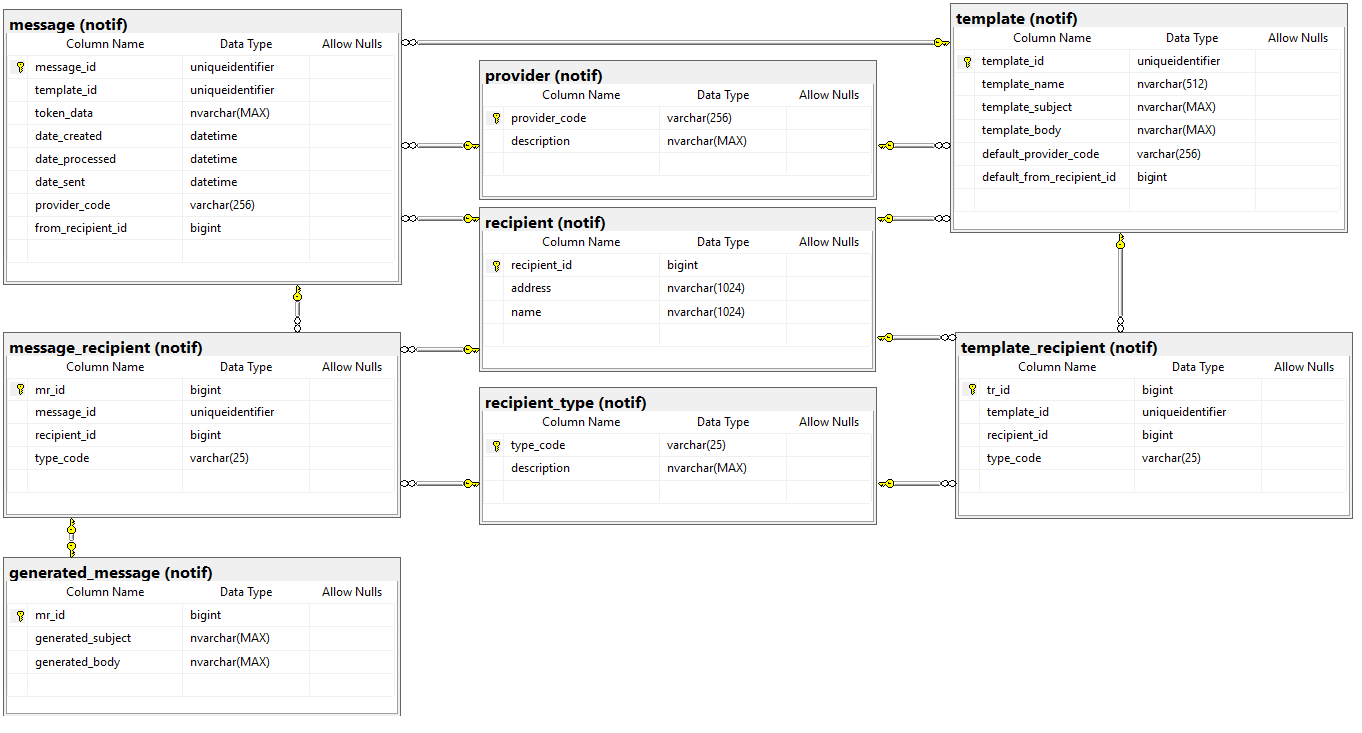 message (notif)
Column Name Data Type Allow Nulls
message_id uniqueidentifier
template_id uniqueidentifier
token_data nvarchar(MAX)
date_created datetime
date_processed datetime
date_sent datetime
provider_code varchar(256)
from_recipient_id bigint
provider (notif)
Column Name Data Type Allow Nulls
provider_code varchar(256)
description nvarchar(MAX)
template (notif)
Column Name Data Type Allow Nulls
template_id uniqueidentifier
template_name nvarchar(512)
template_subject nvarchar(MAX)
template_body nvarchar(MAX)
default_provider_code varchar(256)
default_from_recipient_id bigint
recipient (notif)
Column Name Data Type Allow Nulls
recipient_id bigint
address nvarchar(1024)
name nvarchar(1024)
message_recipient (notif)
Column Name Data Type Allow Nulls
mr_id bigint
message_id uniqueidentifier
recipient_id bigint
type_code varchar(25)
recipient_type (notif)
Column Name Data Type Allow Nulls
type_code varchar(25)
description nvarchar(MAX)
template_recipient (notif)
Column Name Data Type Allow Nulls
tr_id bigint
template_id uniqueidentifier
recipient_id bigint
type_code varchar(25)
generated_message (notif)
Column Name Data Type Allow Nulls
mr_id bigint
generated_subject nvarchar(MAX)
generated_body nvarchar(MAX)